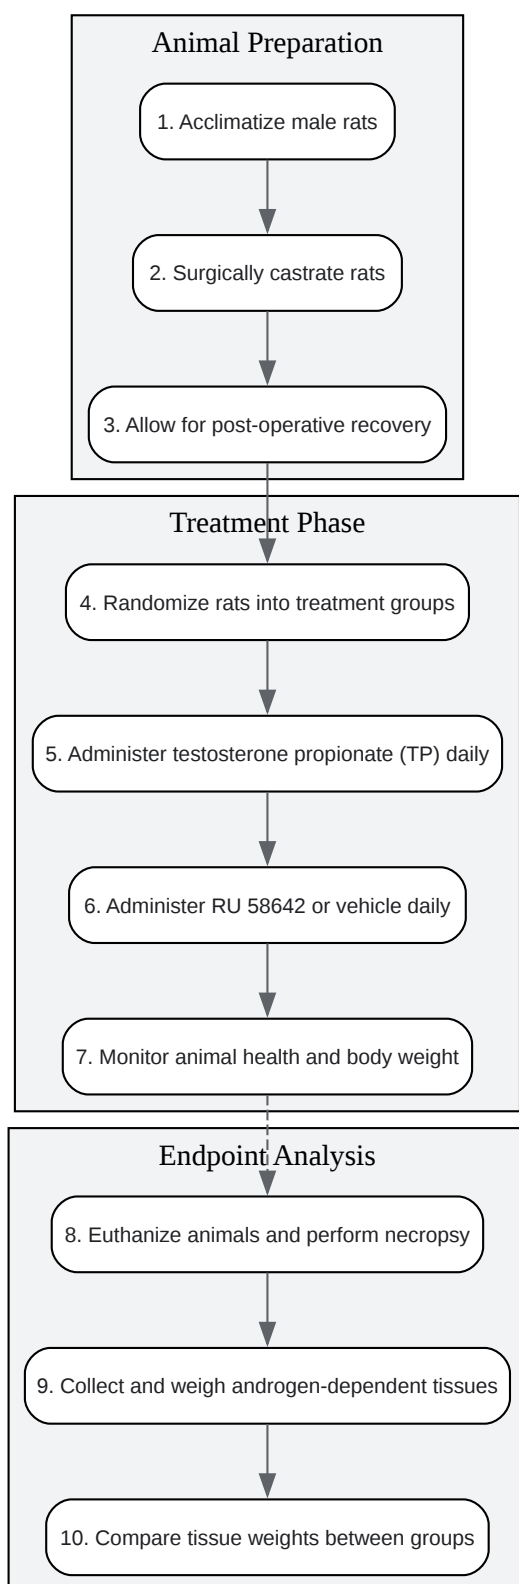 Animal Preparation
1. Acclimatize male rats
2. Surgically castrate rats
3. Allow for post-operative recovery
Treatment Phase
4. Randomize rats into treatment groups
5. Administer testosterone propionate (TP) daily
6. Administer RU 58642 or vehicle daily
7. Monitor animal health and body weight
Endpoint Analysis
8. Euthanize animals and perform necropsy
9. Collect and weigh androgen-dependent tissues
10. Compare tissue weights between groups